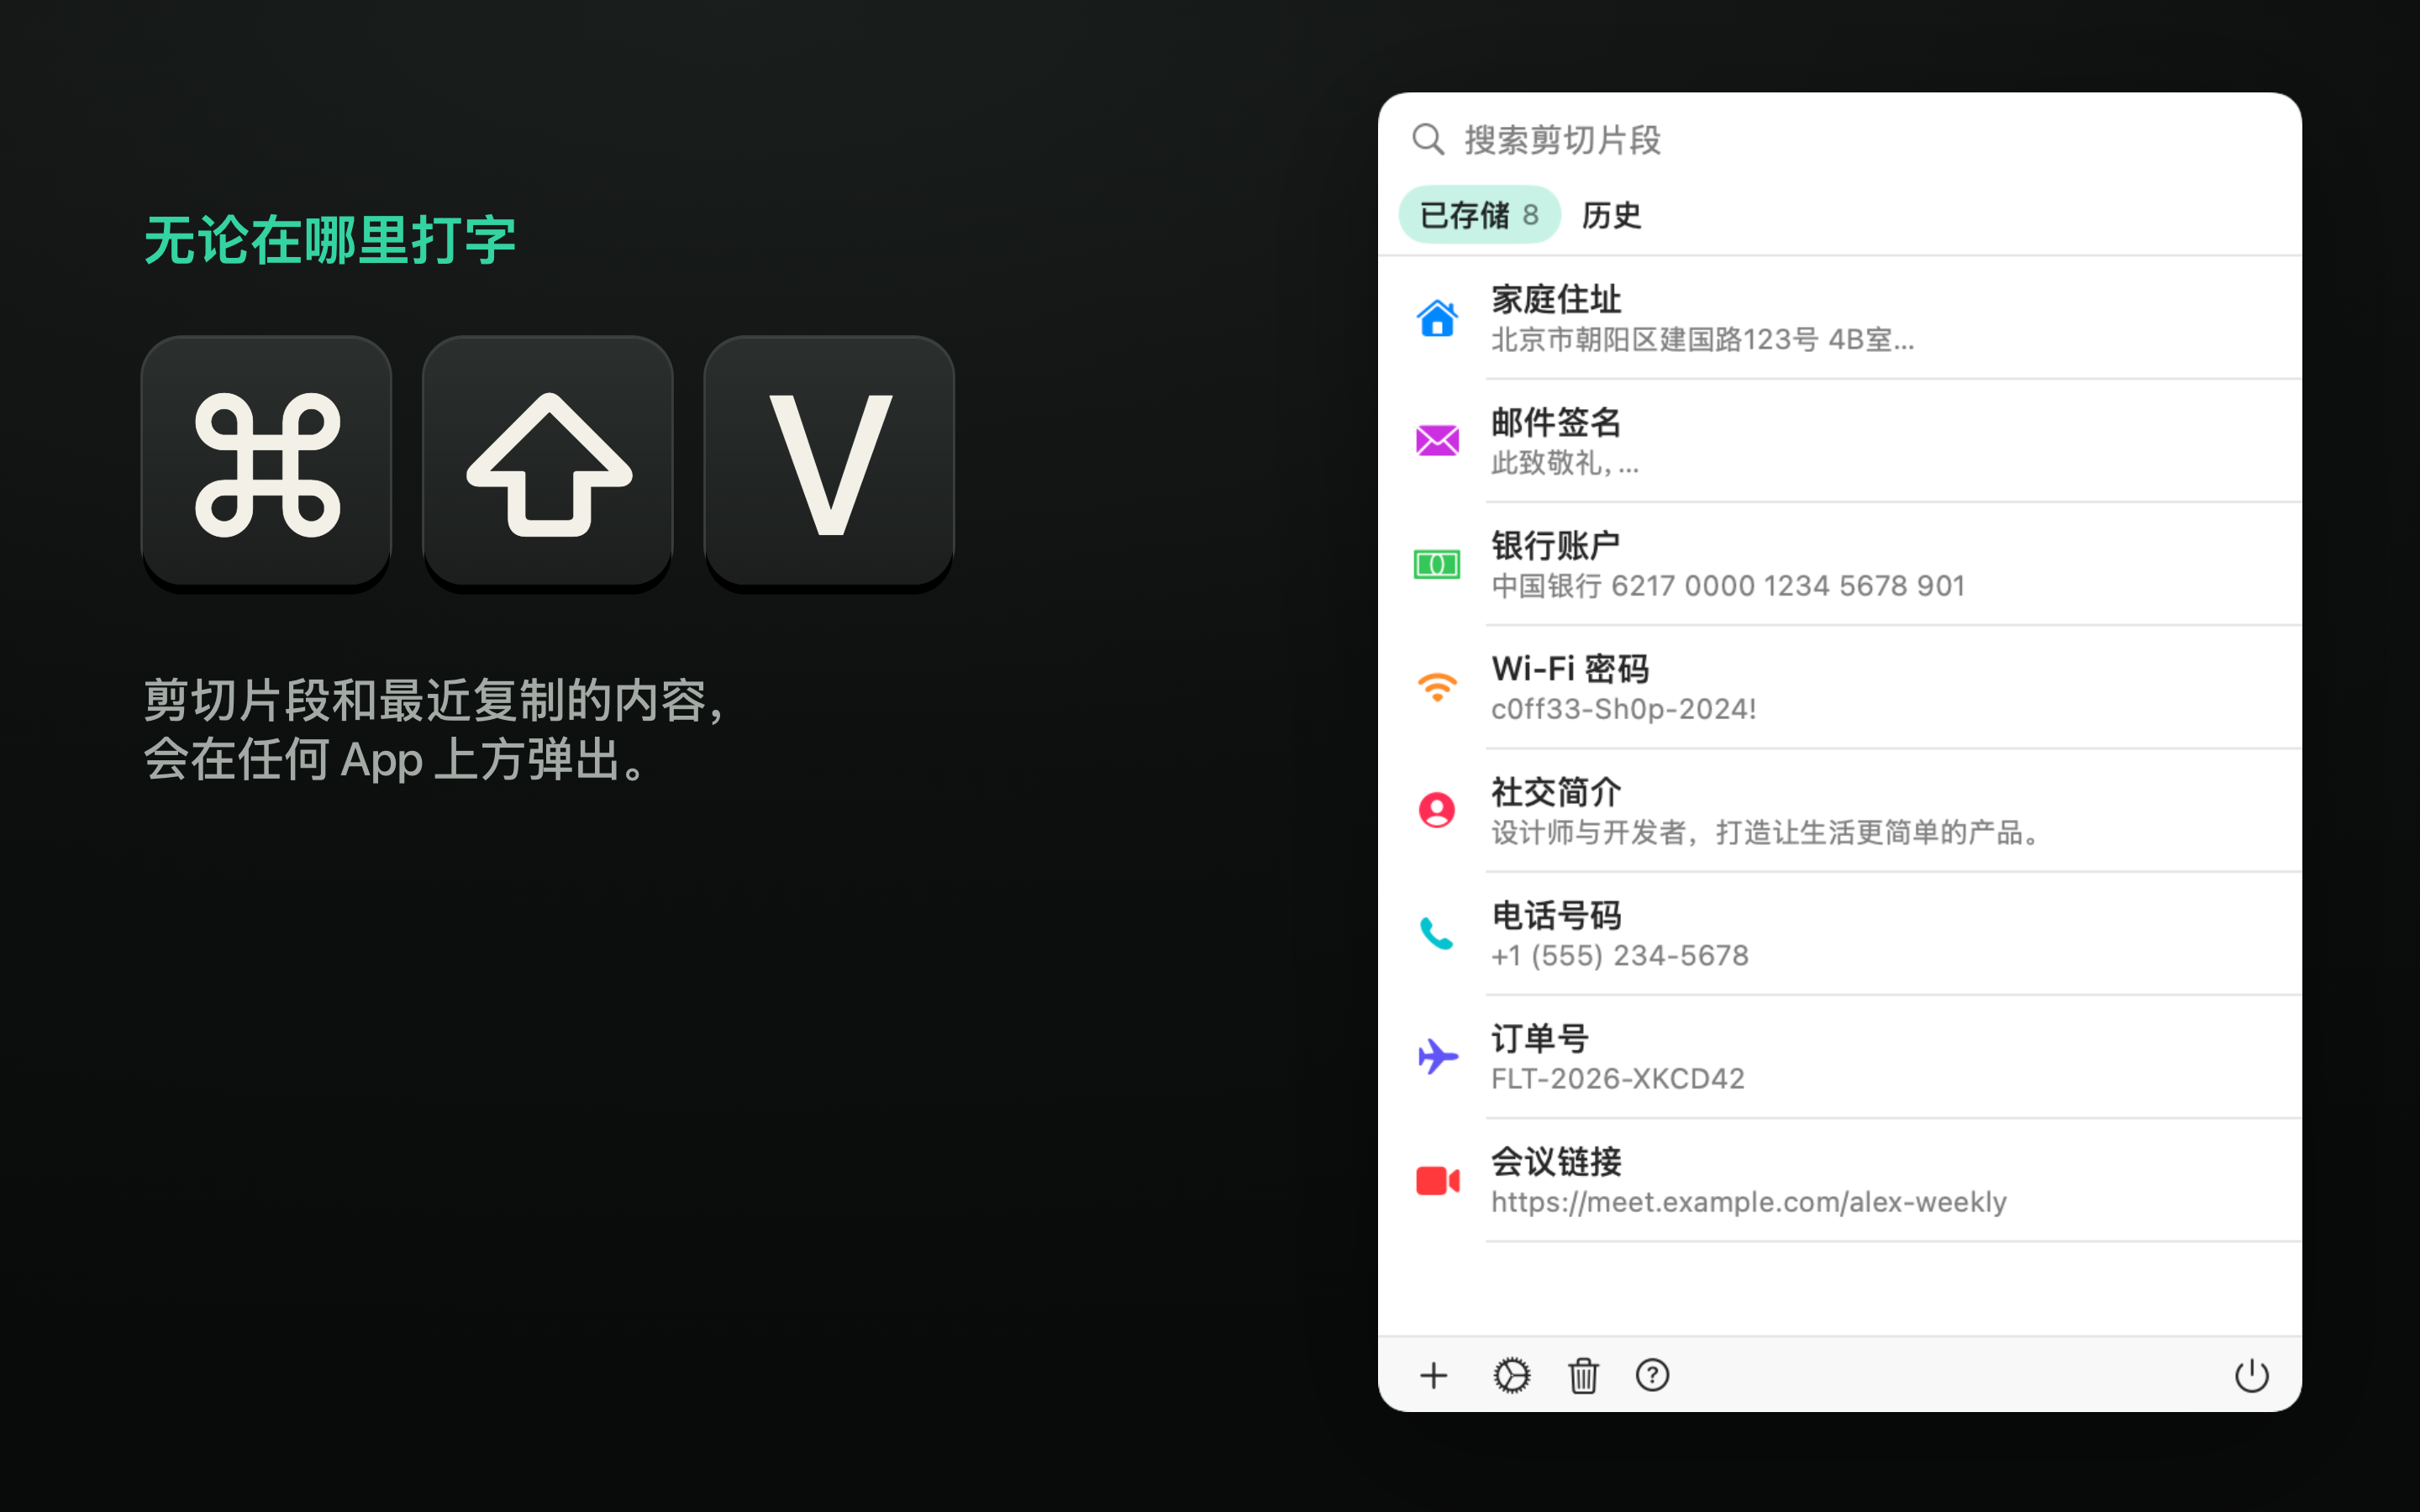 无论在哪里打字
⌘ ⇧ V
剪切片段和最近复制的内容，
会在任何 App 上方弹出。
搜索剪切片段
已存储 8 历史
家庭住址
北京市朝阳区建国路123号 4B室...
邮件签名
此致敬礼，...
银行账户
中国银行 6217 0000 1234 5678 901
Wi-Fi 密码
c0ff33-Sh0p-2024!
社交简介
设计师与开发者，打造让生活更简单的产品。
电话号码
+1 (555) 234-5678
订单号
FLT-2026-XKCD42
会议链接
https://meet.example.com/alex-weekly